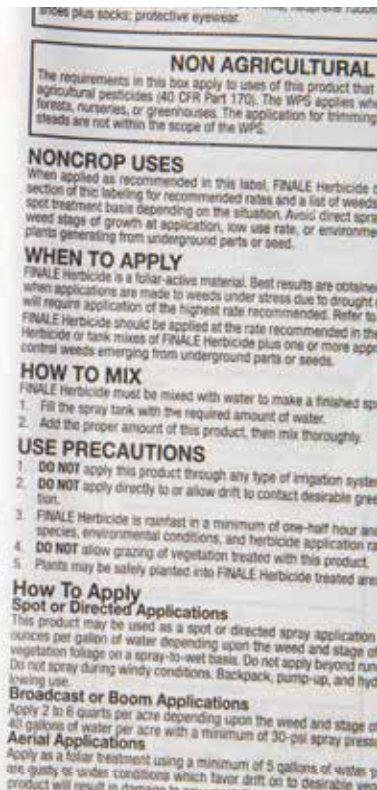 shoes plus socks; protective eyewear.
NON AGRICULTURAL
The requirements in this box apply to uses of this product that
agricultural pesticides (40 CFR Part 170). The WPS applies whe
forests, nurseries, or greenhouses. The application for trimming
steads are not within the scope of the WPS.
NONCROP USES
When applied as recommended in this label, FINALE Herbicide c
section of this labeling for recommended rates and a list of weeds
spot treatment basis depending on the situation. Avoid direct spra
weed stage of growth at application, low use rate, or environme
plants generating from underground parts or seed.
WHEN TO APPLY
FINALE Herbicide is a foliar-active material. Best results are obtained
when applications are made to weeds under stress due to drought
will require application of the highest rate recommended. Refer to
FINALE Herbicide should be applied at the rate recommended in the
Herbicide or tank mixes of FINALE Herbicide plus one or more appr
control weeds emerging from underground parts or seeds.
HOW TO MIX
FINALE Herbicide must be mixed with water to make a finished spr
1. Fill the spray tank with the required amount of water.
2. Add the proper amount of this product, then mix thoroughly.
USE PRECAUTIONS
1. DO NOT apply this product through any type of irrigation system
2. DO NOT apply directly to or allow drift to contact desirable gree
tion.
3. FINALE Herbicide is rainfast in a minimum of one-half hour and
species, environmental conditions, and herbicide application ra
4. DO NOT allow grazing of vegetation treated with this product.
5. Plants may be safely planted into FINALE Herbicide treated area
How To Apply
Spot or Directed Applications
This product may be used as a spot or directed spray application
ounces per gallon of water depending upon the weed and stage of
vegetation foliage on a spray-to-wet basis. Do not apply beyond run
Do not spray during windy conditions. Backpack, pump-up, and hyd
lowing use.
Broadcast or Boom Applications
Apply 2 to 6 quarts per acre depending upon the weed and stage of
40 gallons of water per acre with a minimum of 30-psi spray pressu
Aerial Applications
Apply as a foliar treatment using a minimum of 5 gallons of water p
are gusty or under conditions which favor drift on to desirable veg
product will result in damage to